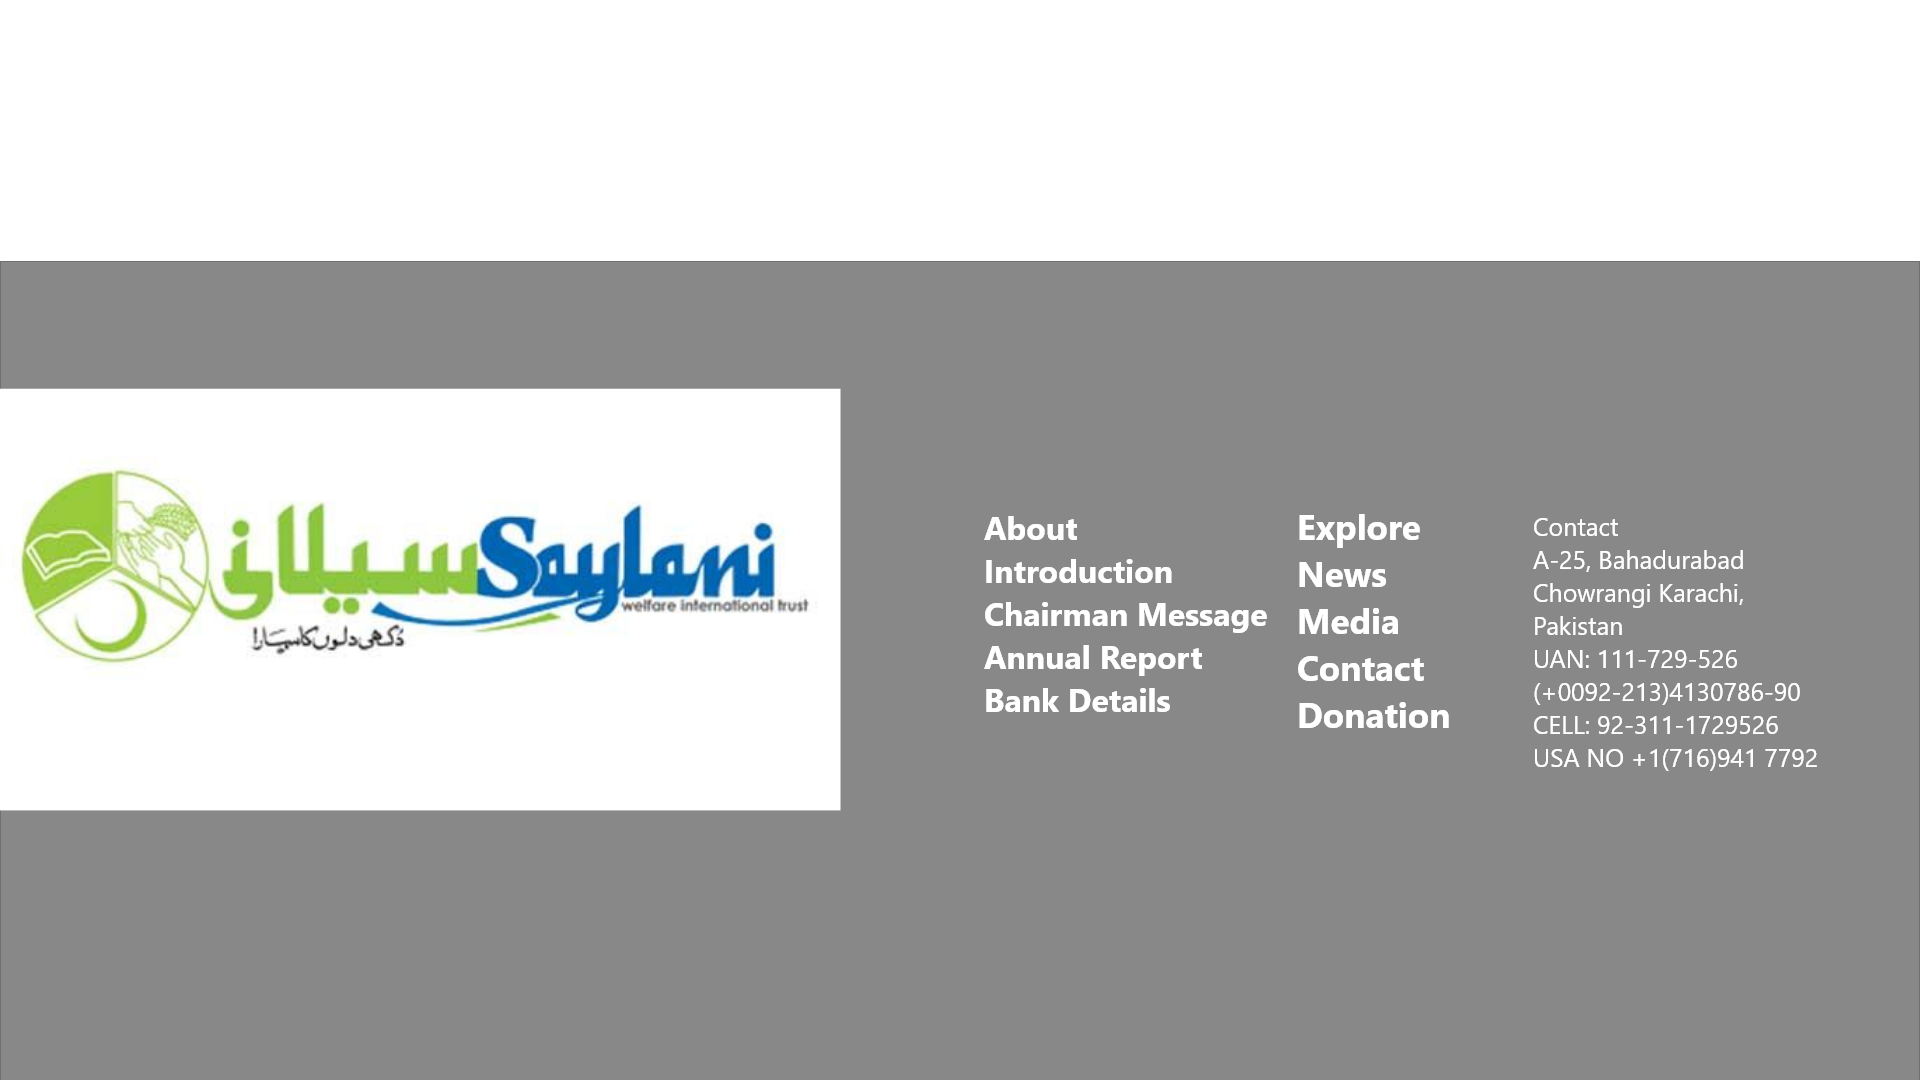 سیلانی Saylani
welfare international trust
دُکھی دلوں کا سہارا
About
Introduction
Chairman Message
Annual Report
Bank Details
Explore
News
Media
Contact
Donation
Contact
A-25, Bahadurabad
Chowrangi Karachi,
Pakistan
UAN: 111-729-526
(+0092-213)4130786-90
CELL: 92-311-1729526
USA NO +1(716)941 7792